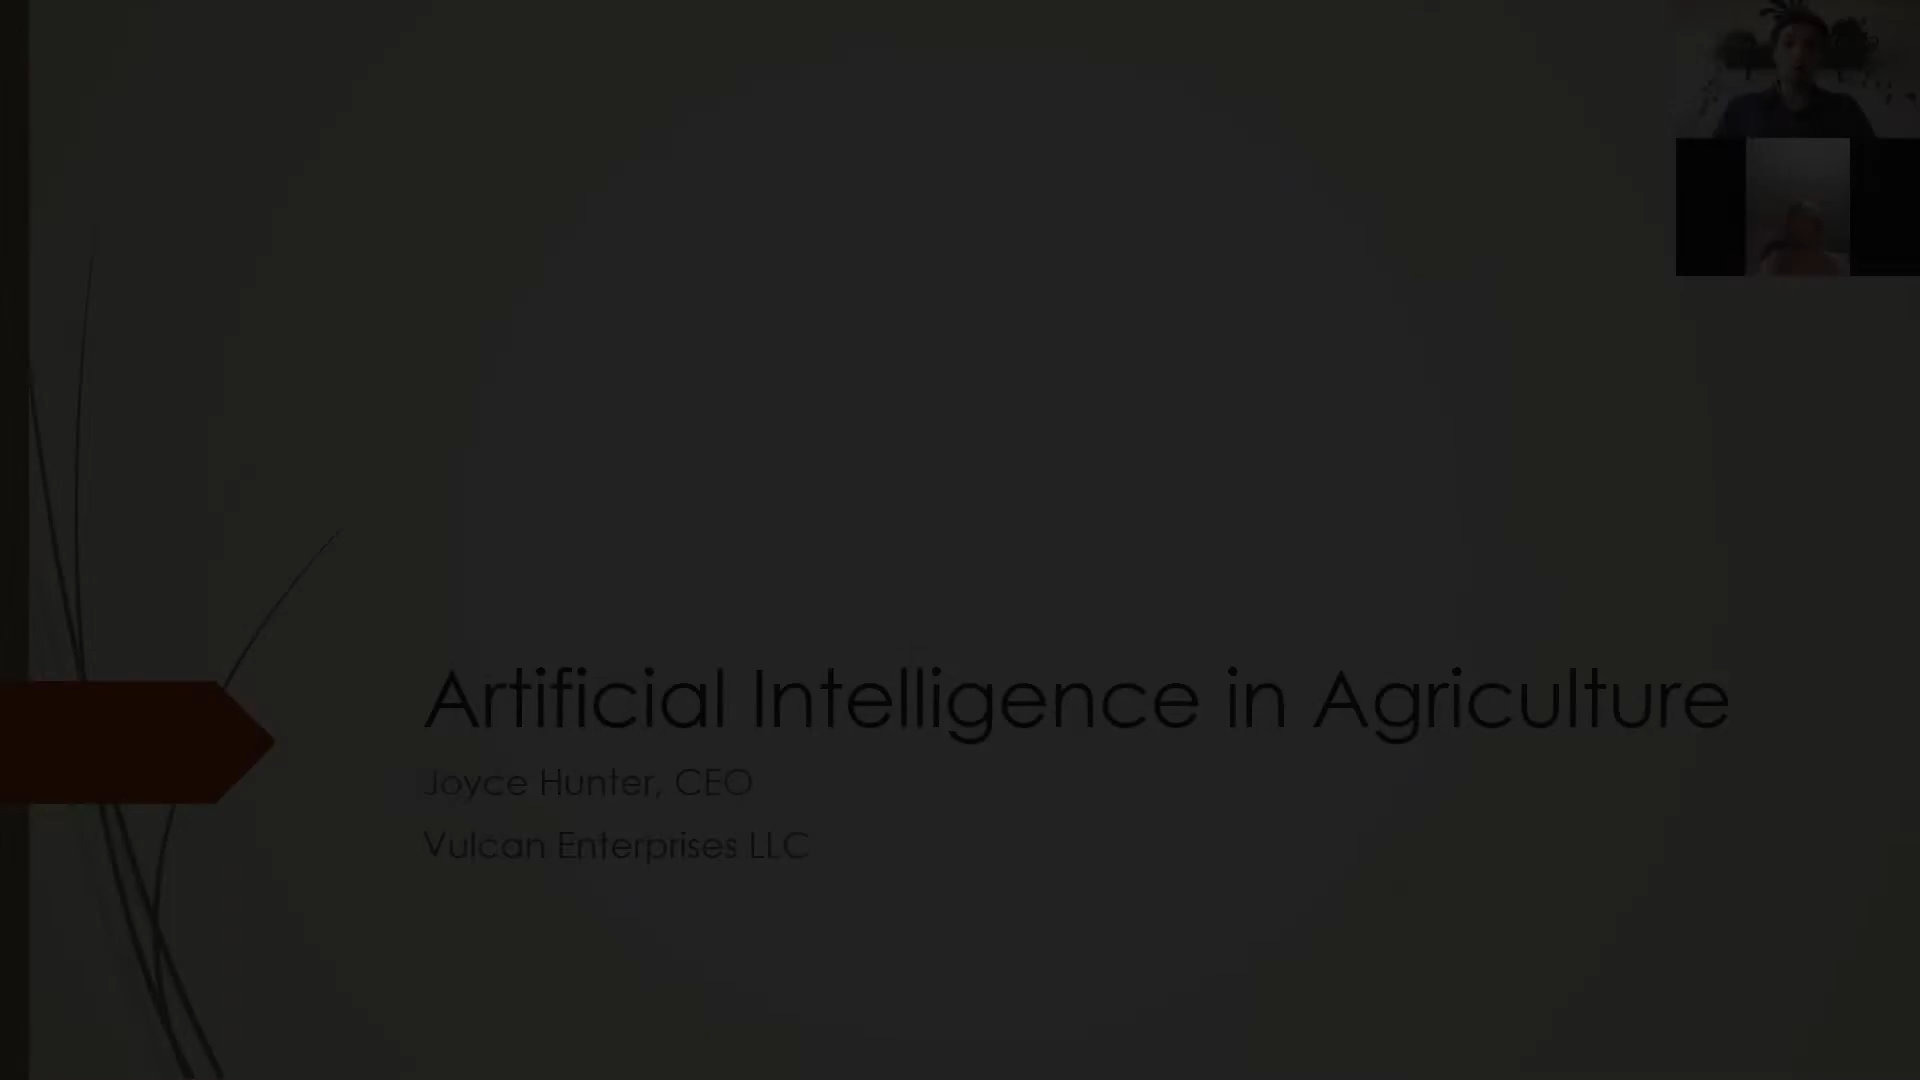 Artificial Intelligence in Agriculture
Joyce Hunter, CEO
Vulcan Enterprises LLC